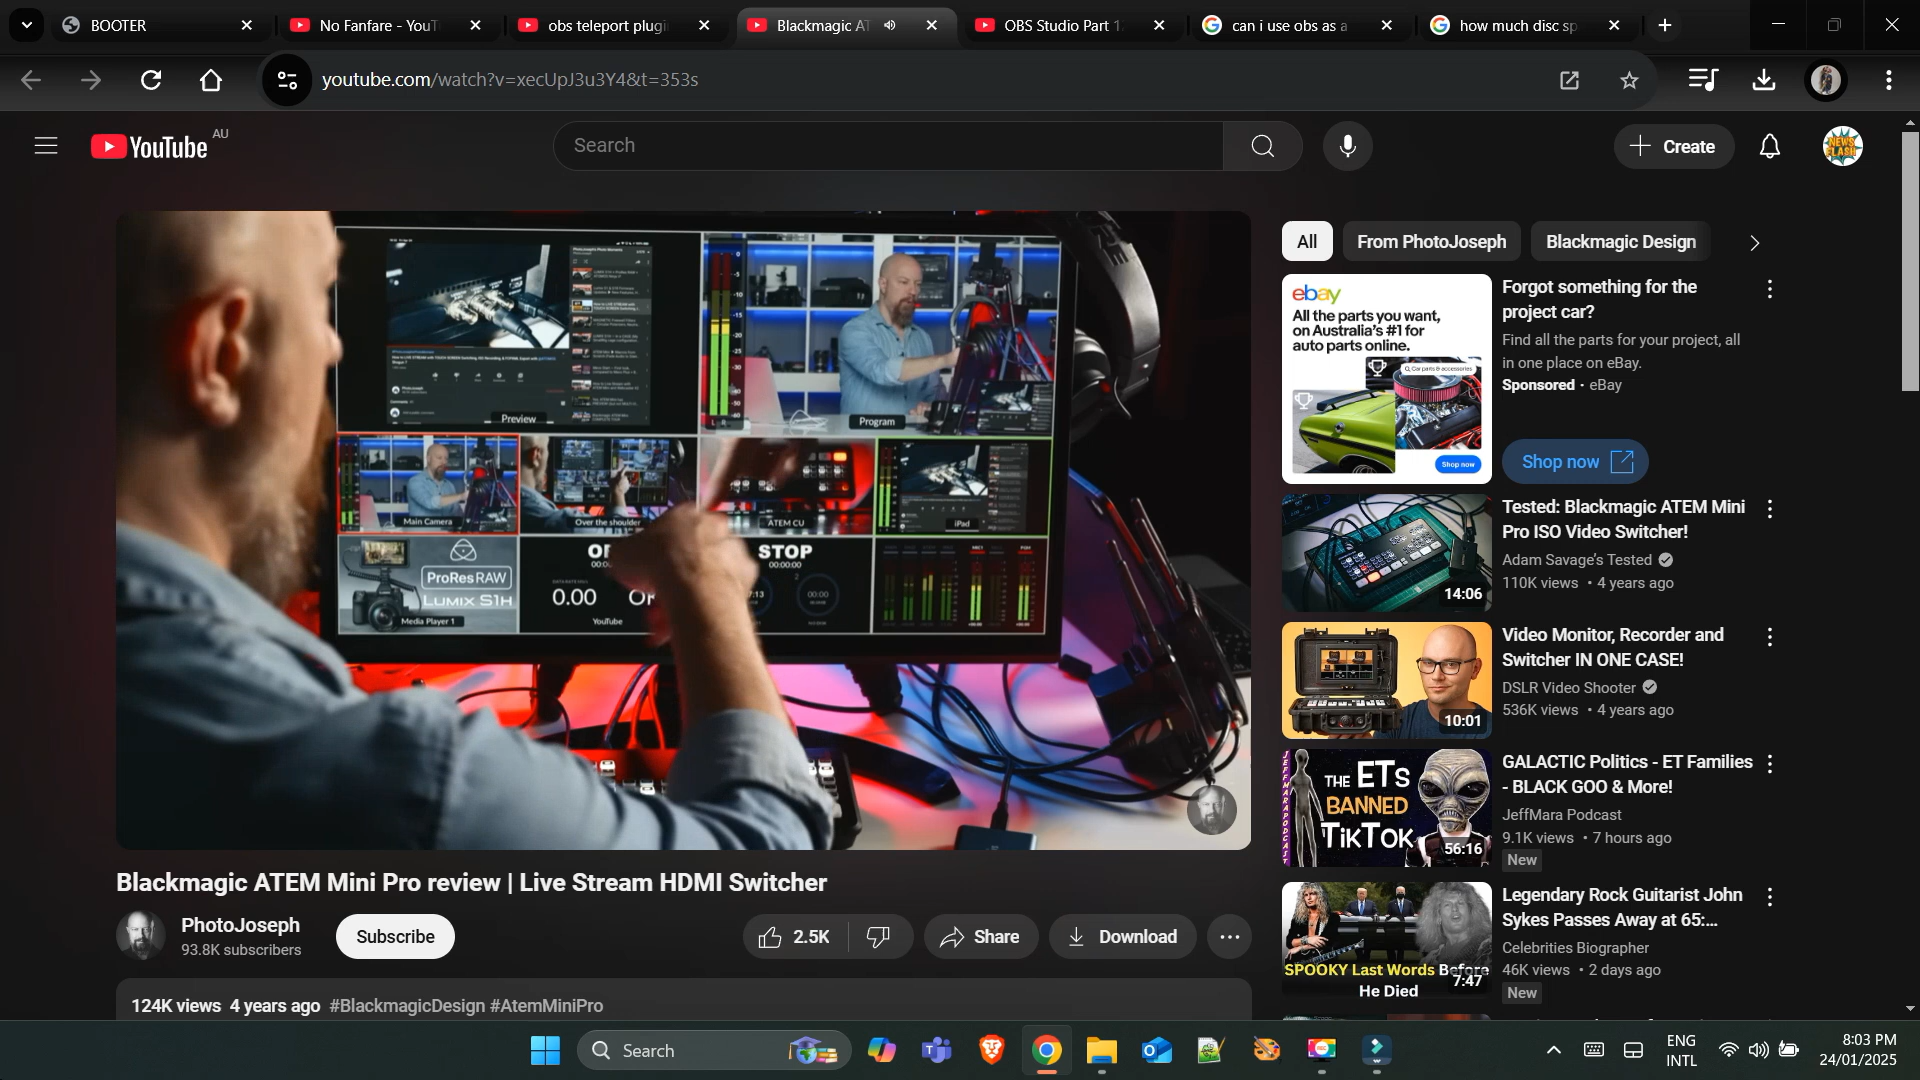 BOOTER
No Fanfare - YouT
obs teleport plugi
Blackmagic AT
OBS Studio Part 1
can i use obs as a
how much disc sp
youtube.com/watch?v=xecUpJ3u3Y4&t=353s
YouTube AU
Search
Create
NEWS FLASH
Preview
Program
Main Camera
Over the shoulder
ATEM CU
iPad
ProRes RAW
LUMIX S1H
Media Player 1
0.00
YouTube
STOP
00:00:00
Blackmagic ATEM Mini Pro review | Live Stream HDMI Switcher
PhotoJoseph
93.8K subscribers
Subscribe
2.5K
Share
Download
124K views 4 years ago #BlackmagicDesign #AtemMiniPro
All
From PhotoJoseph
Blackmagic Design
ebay
All the parts you want,
on Australia's #1 for
auto parts online.
Car parts & accessories
Shop now
Forgot something for the
project car?
Find all the parts for your project, all
in one place on eBay.
Sponsored • eBay
Shop now
14:06
Tested: Blackmagic ATEM Mini
Pro ISO Video Switcher!
Adam Savage's Tested
110K views • 4 years ago
10:01
Video Monitor, Recorder and
Switcher IN ONE CASE!
DSLR Video Shooter
536K views • 4 years ago
JEFFMARAPODCAST
THE ETs
BANNED
TikTok
56:16
GALACTIC Politics - ET Families
- BLACK GOO & More!
JeffMara Podcast
9.1K views • 7 hours ago
New
SPOOKY Last Words Before
He Died
7:47
Legendary Rock Guitarist John
Sykes Passes Away at 65:...
Celebrities Biographer
46K views • 2 days ago
New
Search
ENG
INTL
8:03 PM
24/01/2025